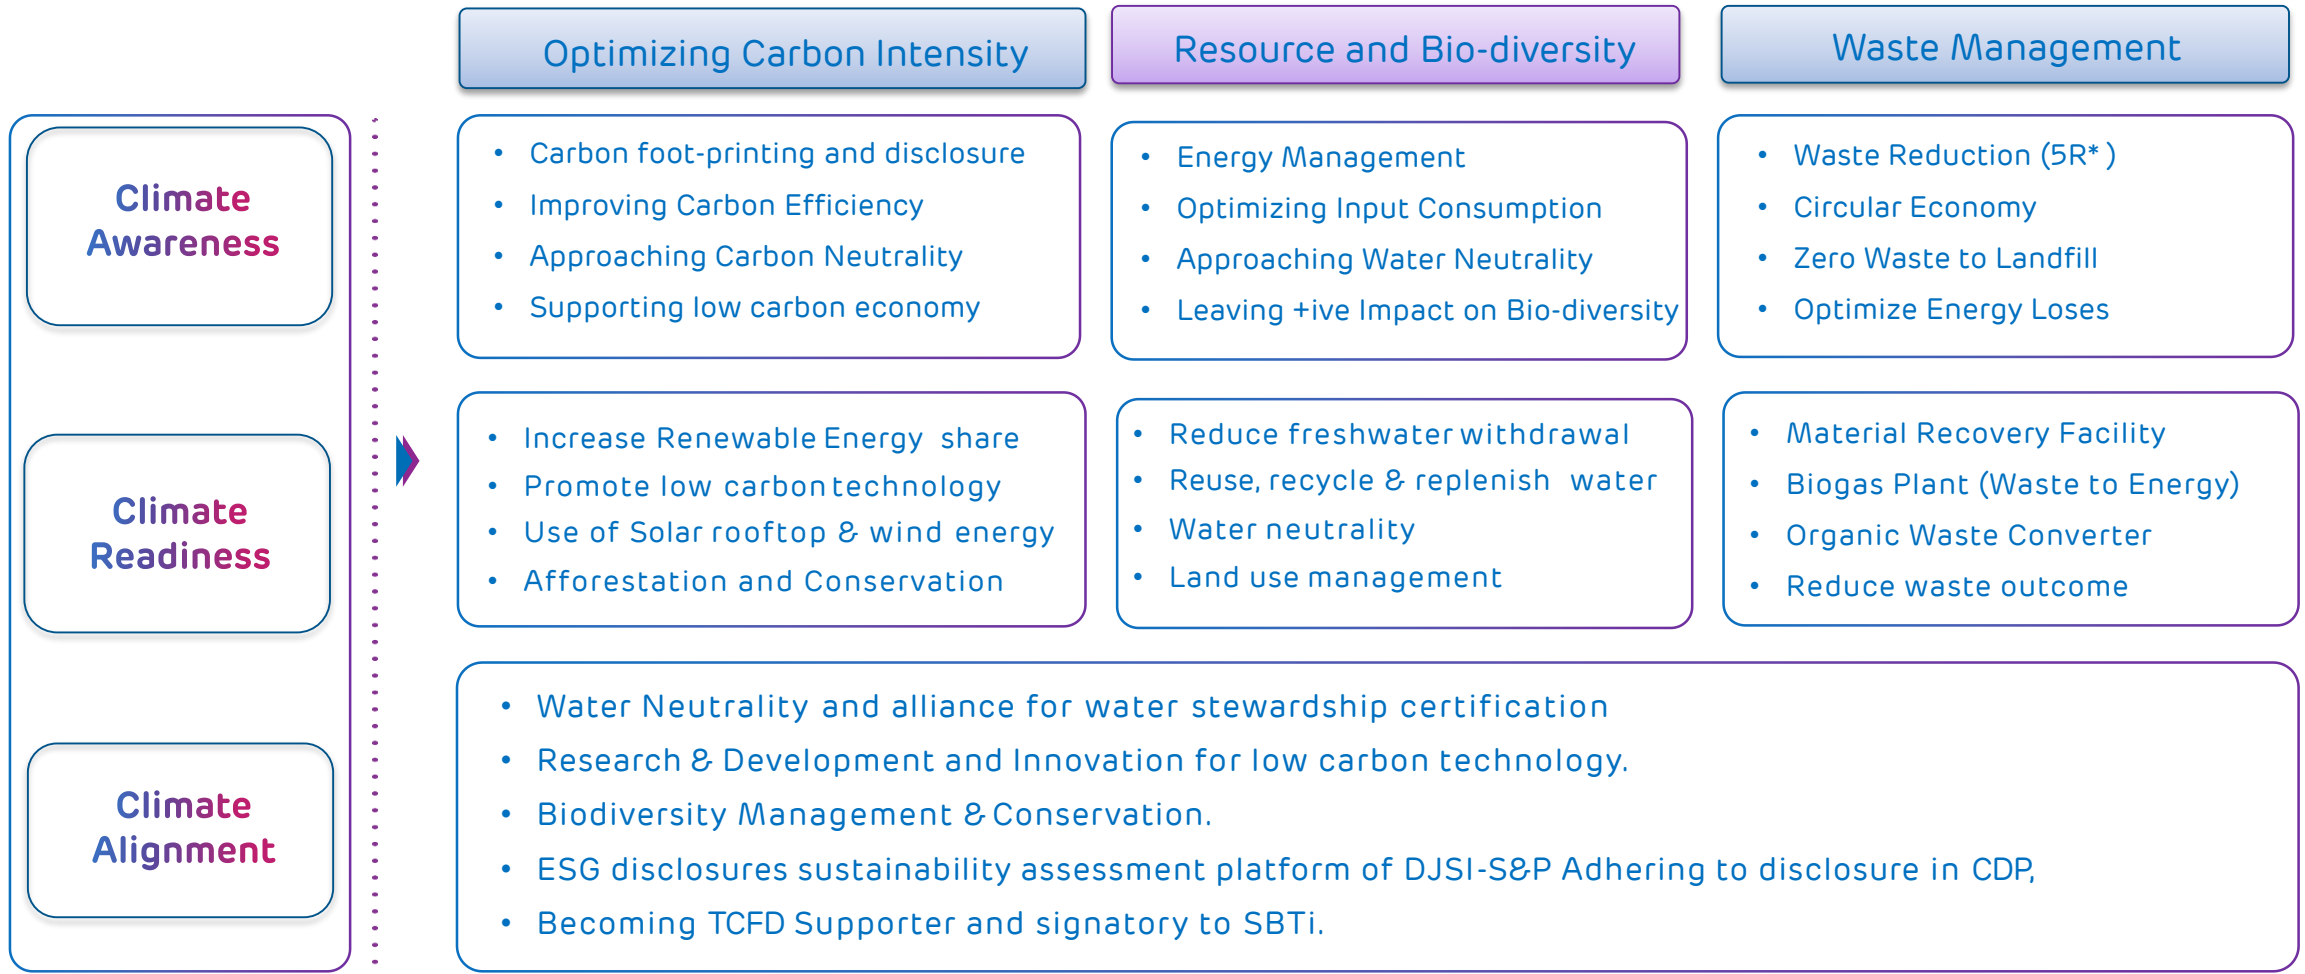 Optimizing Carbon Intensity
Resource and Bio-diversity
Waste Management
Climate
Awareness
• Carbon foot-printing and disclosure
• Improving Carbon Efficiency
• Approaching Carbon Neutrality
• Supporting low carbon economy
• Energy Management
• Optimizing Input Consumption
• Approaching Water Neutrality
• Leaving +ive Impact on Bio-diversity
• Waste Reduction (5R* )
• Circular Economy
• Zero Waste to Landfill
• Optimize Energy Loses
Climate
Readiness
• Increase Renewable Energy share
• Promote low carbon technology
• Use of Solar rooftop & wind energy
• Afforestation and Conservation
• Reduce freshwater withdrawal
• Reuse, recycle & replenish water
• Water neutrality
• Land use management
• Material Recovery Facility
• Biogas Plant (Waste to Energy)
• Organic Waste Converter
• Reduce waste outcome
Climate
Alignment
• Water Neutrality and alliance for water stewardship certification
• Research & Development and Innovation for low carbon technology.
• Biodiversity Management & Conservation.
• ESG disclosures sustainability assessment platform of DJSI-S&P Adhering to disclosure in CDP,
• Becoming TCFD Supporter and signatory to SBTi.